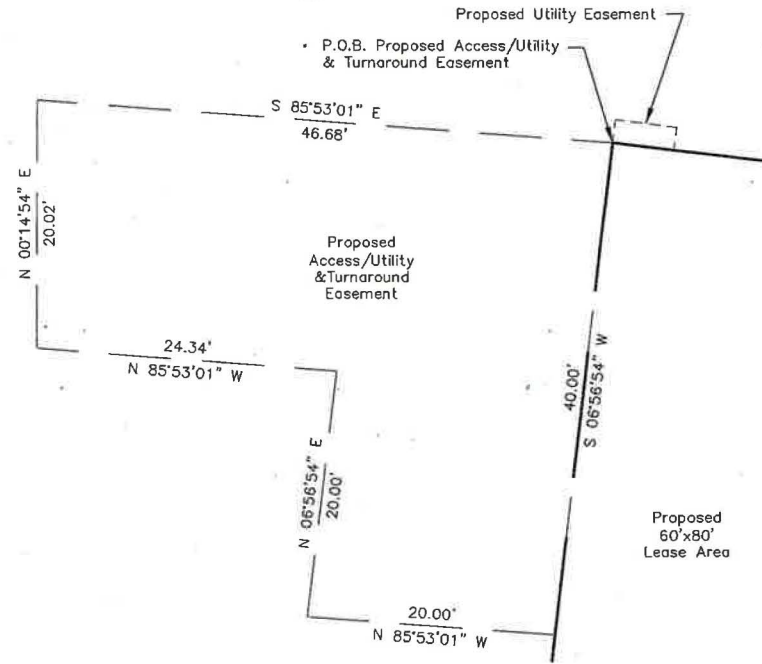 Proposed Utility Easement
P.O.B. Proposed Access/Utility
& Turnaround Easement
S 85°53'01" E
46.68'
N 00°14'54" E
20.02'
Proposed
Access/Utility
&Turnaround
Easement
24.34'
N 85°53'01" W
40.00'
S 06°56'54" W
N 06°56'54" E
20.00'
Proposed
60'x80'
Lease Area
20.00'
N 85°53'01" W